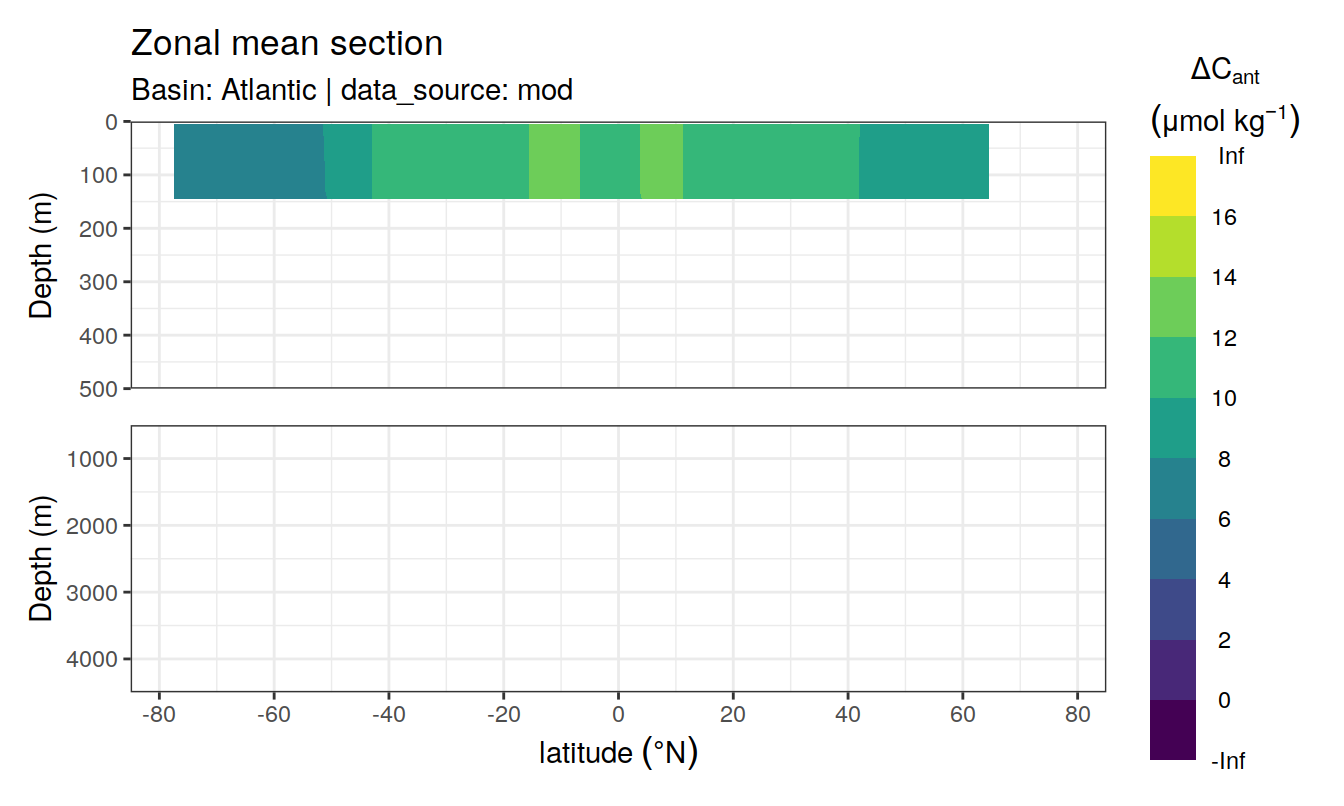 Zonal mean section
Basin: Atlantic | data_source: mod
ΔCant
(μmol kg⁻¹)
0
100
200
300
400
500
Depth (m)
1000
2000
3000
4000
Depth (m)
-80 -60 -40 -20 0 20 40 60 80
latitude (°N)
Inf
16
14
12
10
8
6
4
2
0
-Inf